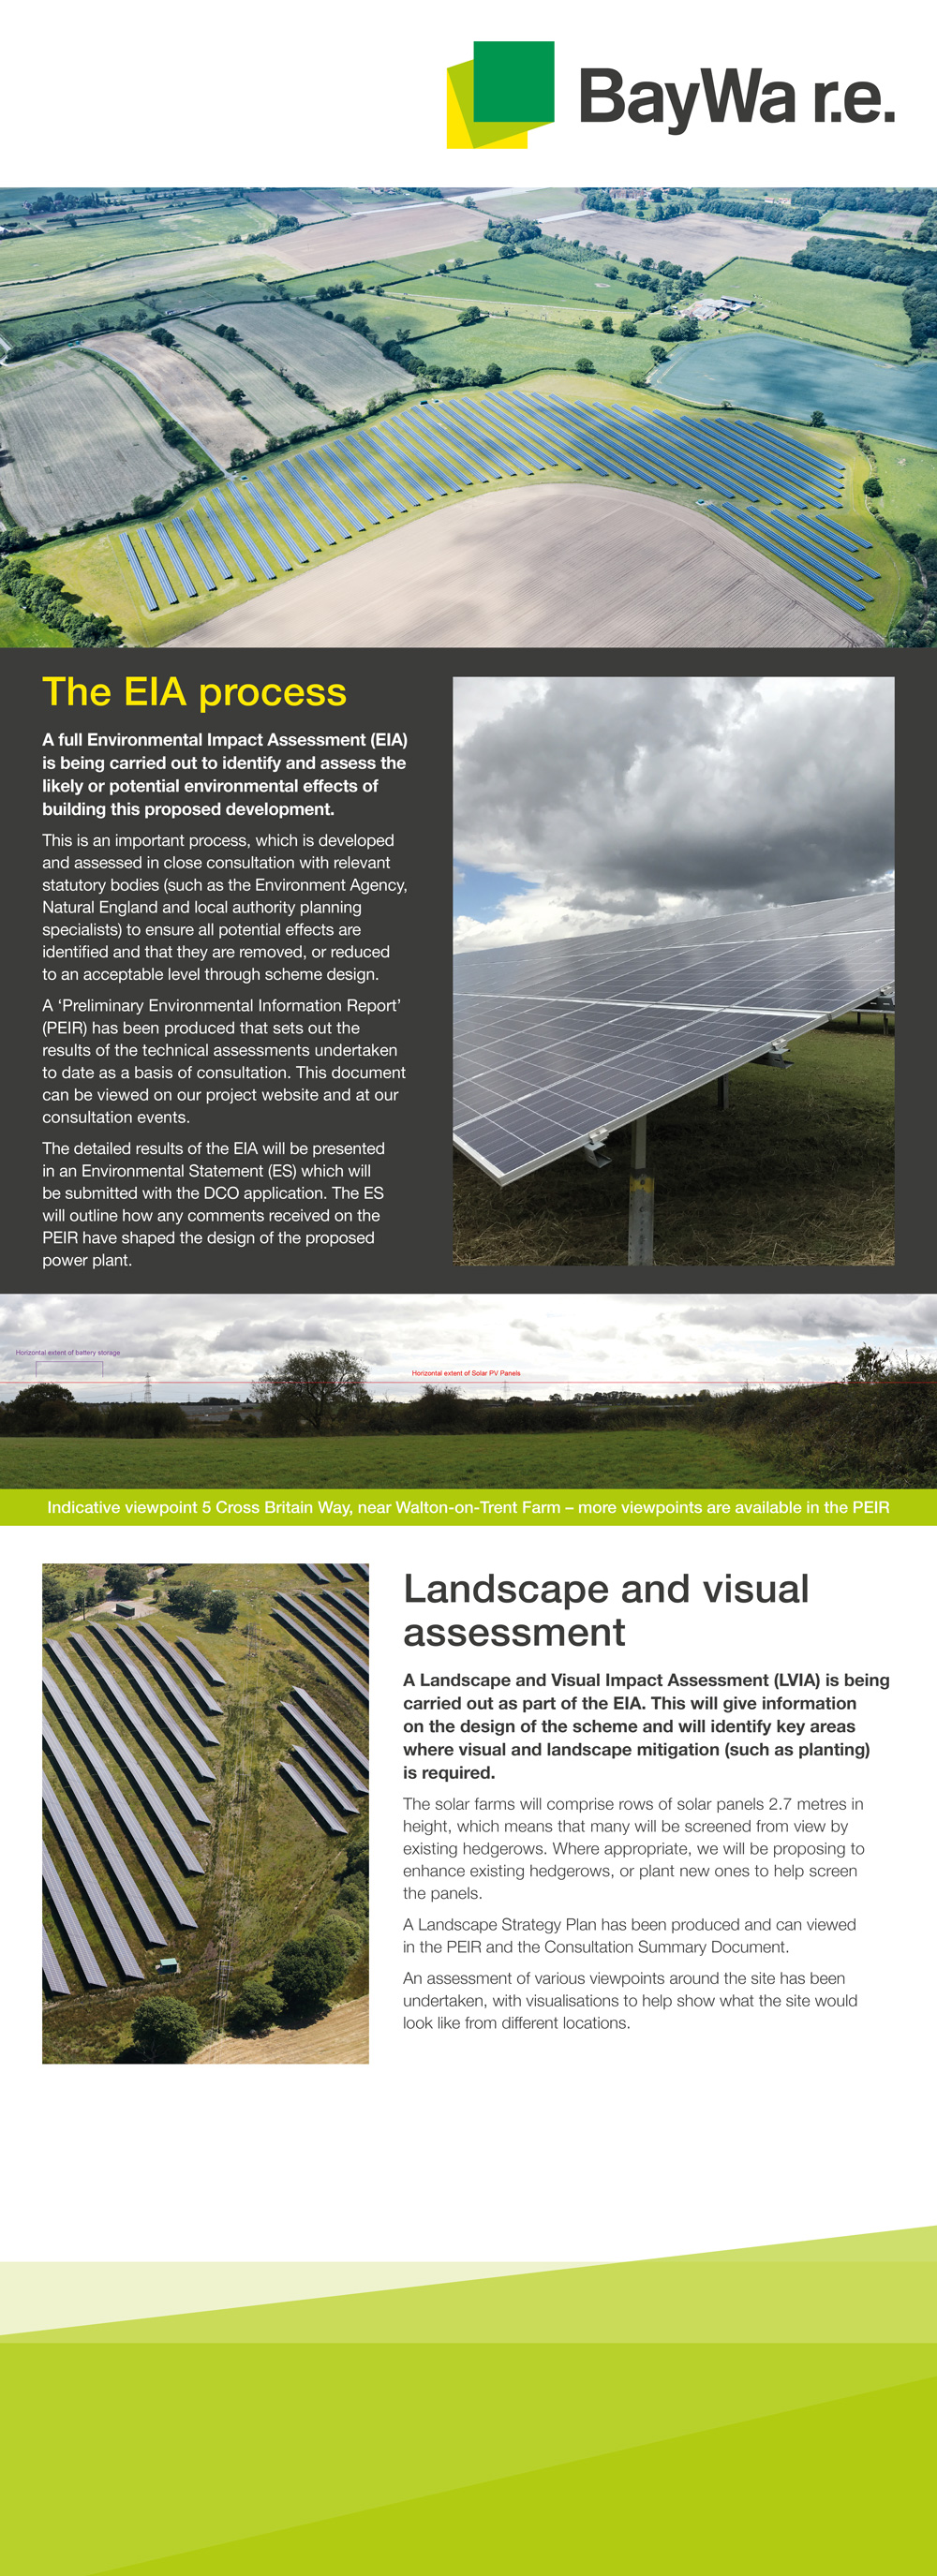 BayWa r.e.
The EIA process
A full Environmental Impact Assessment (EIA)
is being carried out to identify and assess the
likely or potential environmental effects of
building this proposed development.
This is an important process, which is developed
and assessed in close consultation with relevant
statutory bodies (such as the Environment Agency,
Natural England and local authority planning
specialists) to ensure all potential effects are
identified and that they are removed, or reduced
to an acceptable level through scheme design.
A ‘Preliminary Environmental Information Report’
(PEIR) has been produced that sets out the
results of the technical assessments undertaken
to date as a basis of consultation. This document
can be viewed on our project website and at our
consultation events.
The detailed results of the EIA will be presented
in an Environmental Statement (ES) which will
be submitted with the DCO application. The ES
will outline how any comments received on the
PEIR have shaped the design of the proposed
power plant.
Horizontal extent of battery storage
Horizontal extent of Solar PV Panels
Indicative viewpoint 5 Cross Britain Way, near Walton-on-Trent Farm – more viewpoints are available in the PEIR
Landscape and visual
assessment
A Landscape and Visual Impact Assessment (LVIA) is being
carried out as part of the EIA. This will give information
on the design of the scheme and will identify key areas
where visual and landscape mitigation (such as planting)
is required.
The solar farms will comprise rows of solar panels 2.7 metres in
height, which means that many will be screened from view by
existing hedgerows. Where appropriate, we will be proposing to
enhance existing hedgerows, or plant new ones to help screen
the panels.
A Landscape Strategy Plan has been produced and can viewed
in the PEIR and the Consultation Summary Document.
An assessment of various viewpoints around the site has been
undertaken, with visualisations to help show what the site would
look like from different locations.